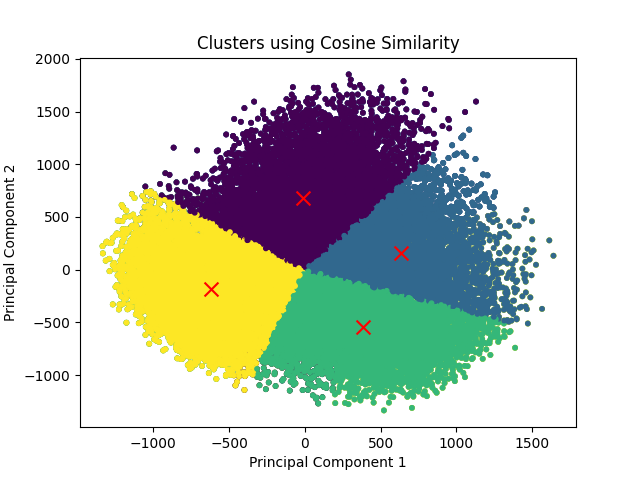 Clusters using Cosine Similarity
2000
1500
1000
500
0
−500
−1000
Principal Component 2
−1000 −500 0 500 1000 1500
Principal Component 1